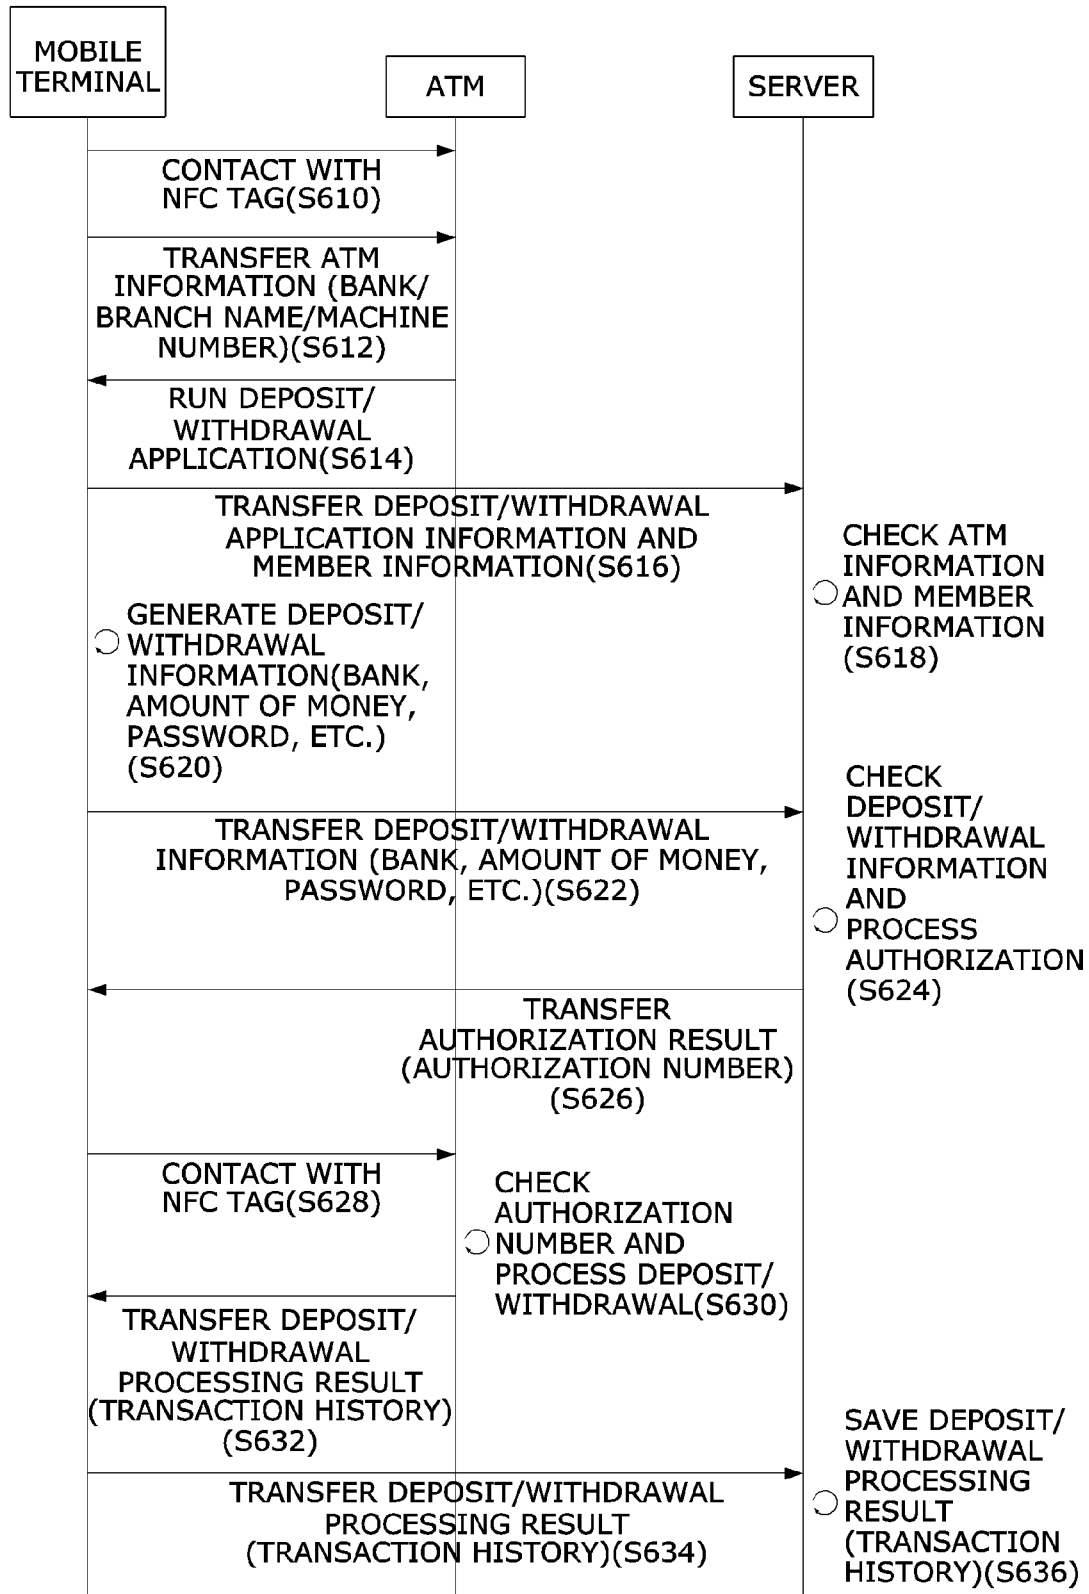 MOBILE
TERMINAL
ATM
SERVER
CONTACT WITH
NFC TAG(S610)
TRANSFER ATM
INFORMATION (BANK/
BRANCH NAME/MACHINE
NUMBER)(S612)
RUN DEPOSIT/
WITHDRAWAL
APPLICATION(S614)
TRANSFER DEPOSIT/WITHDRAWAL
APPLICATION INFORMATION AND
MEMBER INFORMATION(S616)
CHECK ATM
INFORMATION
AND MEMBER
INFORMATION
(S618)
GENERATE DEPOSIT/
WITHDRAWAL
INFORMATION(BANK,
AMOUNT OF MONEY,
PASSWORD, ETC.)
(S620)
TRANSFER DEPOSIT/WITHDRAWAL
INFORMATION (BANK, AMOUNT OF MONEY,
PASSWORD, ETC.)(S622)
CHECK
DEPOSIT/
WITHDRAWAL
INFORMATION
AND
PROCESS
AUTHORIZATION
(S624)
TRANSFER
AUTHORIZATION RESULT
(AUTHORIZATION NUMBER)
(S626)
CONTACT WITH
NFC TAG(S628)
CHECK
AUTHORIZATION
NUMBER AND
PROCESS DEPOSIT/
WITHDRAWAL(S630)
TRANSFER DEPOSIT/
WITHDRAWAL
PROCESSING RESULT
(TRANSACTION HISTORY)
(S632)
TRANSFER DEPOSIT/WITHDRAWAL
PROCESSING RESULT
(TRANSACTION HISTORY)(S634)
SAVE DEPOSIT/
WITHDRAWAL
PROCESSING
RESULT
(TRANSACTION
HISTORY)(S636)